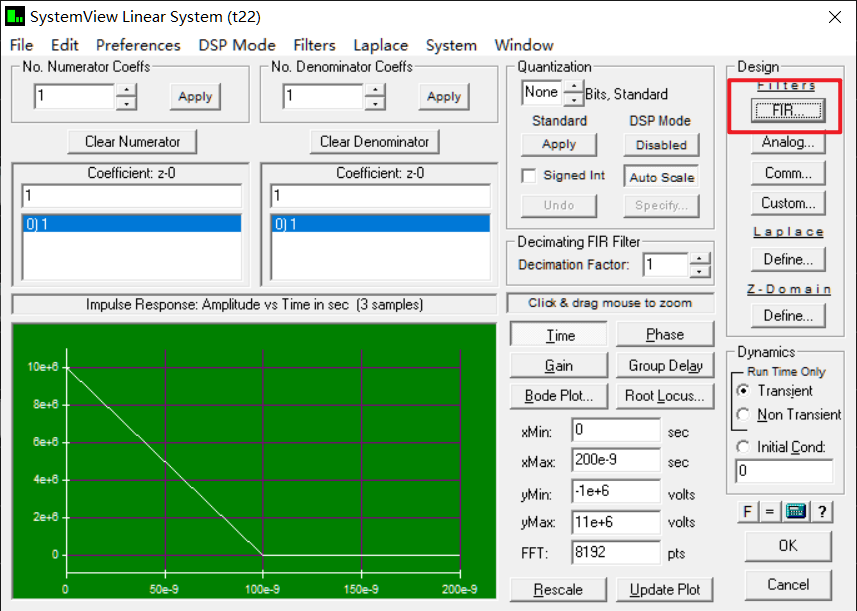 SystemView Linear System (t22)
File Edit Preferences DSP Mode Filters Laplace System Window
No. Numerator Coeffs
1
Apply
Clear Numerator
Coefficient: z-0
1
0) 1
No. Denominator Coeffs
1
Apply
Clear Denominator
Coefficient: z-0
1
0) 1
Quantization
None Bits, Standard
Standard DSP Mode
Apply Disabled
Signed Int Auto Scale
Undo Specify...
Decimating FIR Filter
Decimation Factor: 1
Design
Filters
FIR...
Analog...
Comm...
Custom...
Laplace
Define...
Z-Domain
Define...
Impulse Response: Amplitude vs Time in sec (3 samples)
10e+6
8e+6
6e+6
4e+6
2e+6
0
0 50e-9 100e-9 150e-9 200e-9
Click & drag mouse to zoom
Time Phase
Gain Group Delay
Bode Plot... Root Locus...
xMin: 0 sec
xMax: 200e-9 sec
yMin: -1e+6 volts
yMax: 11e+6 volts
FFT: 8192 pts
Rescale Update Plot
Dynamics
Run Time Only
Transient
Non Transient
Initial Cond:
0
F = ?
OK
Cancel